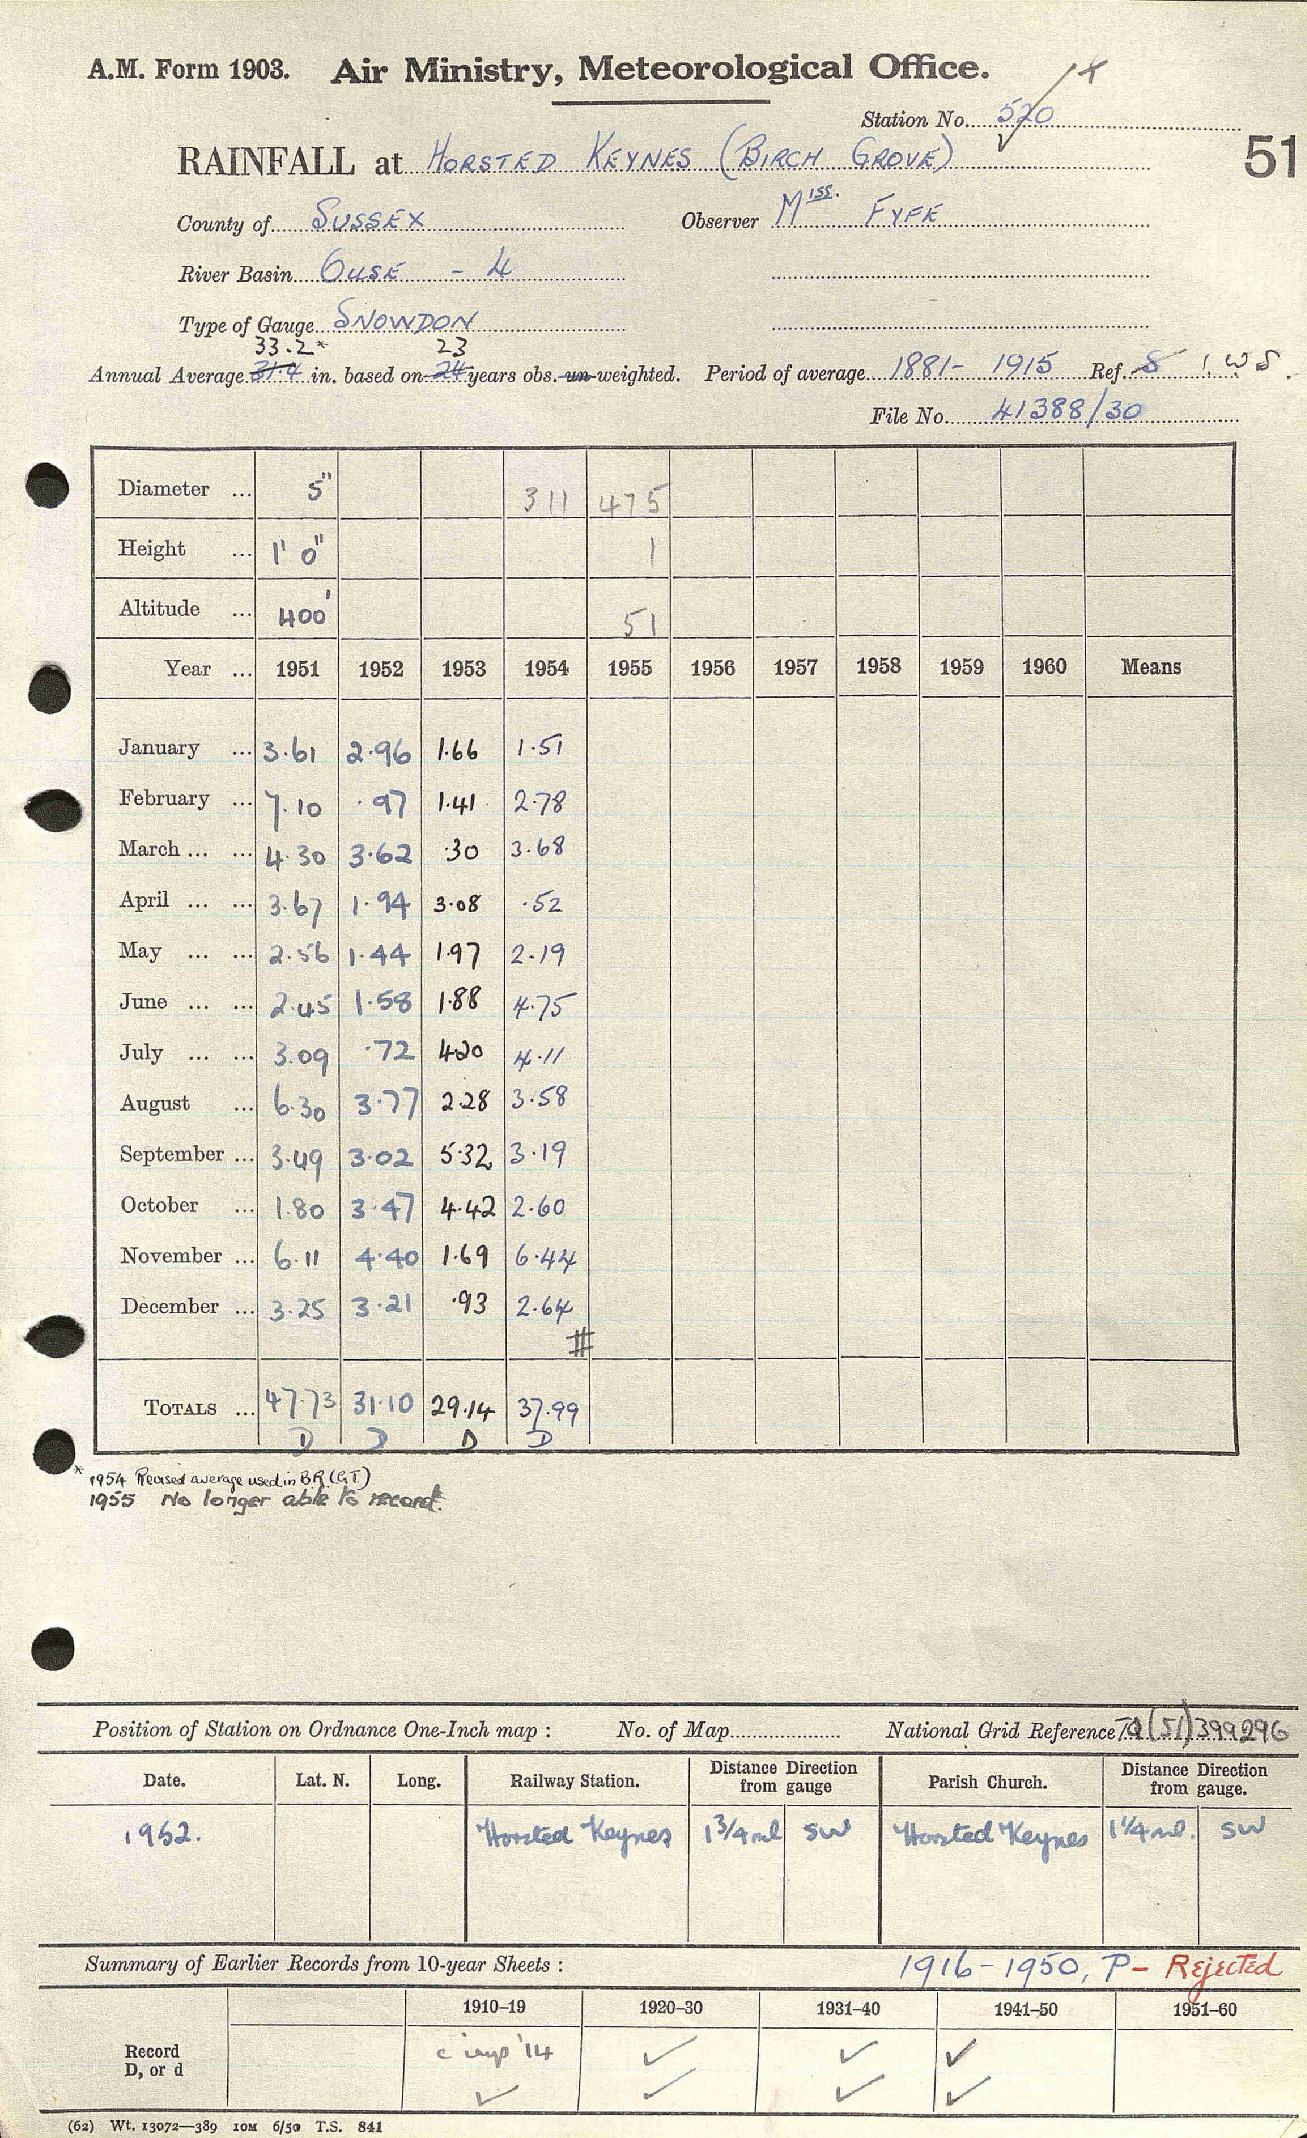 A.M. Form 1903. Air Ministry, Meteorological Office.
Station No. 520
51
RAINFALL at HORSTED KEYNES (BIRCH GROVE)
County of SUSSEX Observer Miss. FYFE
River Basin OUSE - 4
Type of Gauge SNOWDON
33.2* 23
Annual Average 31.4 in. based on 24 years obs. un-weighted. Period of average 1881- 1915 Ref. S 1 W S.
File No. 41388/30
Diameter ... 5" 311 475
Height ... 1' 0" 1
Altitude ... 400' 51
Year ... 1951 1952 1953 1954 1955 1956 1957 1958 1959 1960 Means
January ... 3.61 2.96 1.66 1.51
February ... 7.10 .97 1.41 2.78
March ... ... 4.30 3.62 .30 3.68
April ... ... 3.67 1.94 3.08 .52
May ... ... 2.56 1.44 1.97 2.19
June ... ... 2.45 1.58 1.88 4.75
July ... ... 3.09 .72 4.20 4.11
August ... 6.30 3.77 2.28 3.58
September ... 3.49 3.02 5.32 3.19
October ... 1.80 3.47 4.42 2.60
November ... 6.11 4.40 1.69 6.44
December ... 3.25 3.21 .93 2.64
#
TOTALS ... 47.73 31.10 29.14 37.99
D D D D
* 1954 Revised average used in BR (GT)
1955 No longer able to record.
Position of Station on Ordnance One-Inch map : No. of Map National Grid Reference TQ (51) 399296
Date. Lat. N. Long. Railway Station. Distance Direction from gauge Parish Church. Distance Direction from gauge.
1952. Horsted Keynes 1 3/4 ml SW Horsted Keynes 1 1/4 ml. SW
Summary of Earlier Records from 10-year Sheets : 1916-1950, P - Rejected
1910-19 1920-30 1931-40 1941-50 1951-60
Record D, or d c '14 ✓ ✓ ✓
✓ ✓ ✓ ✓
(62) Wt. 13072—389 10M 6/50 T.S. 841